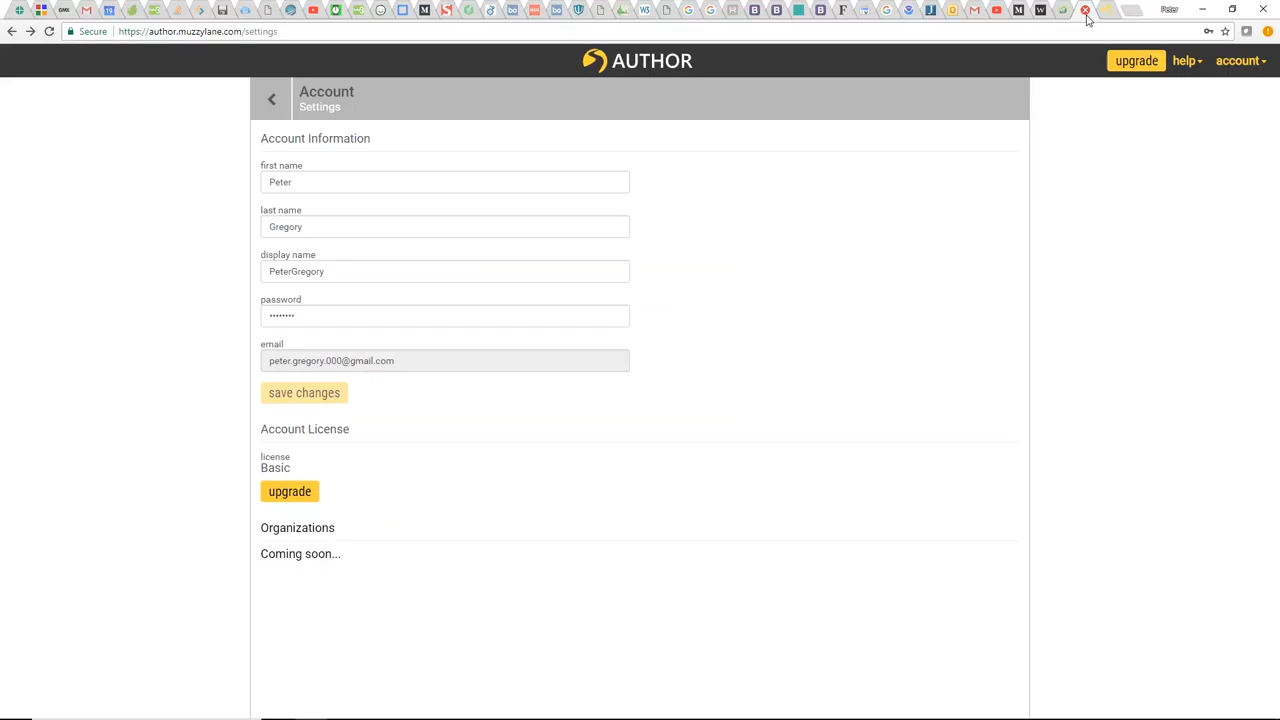 Peter
Secure
https://author.muzzylane.com/settings
AUTHOR
upgrade
help
account
Account
Settings
Account Information
first name
Peter
last name
Gregory
display name
PeterGregory
password
••••••••
email
peter.gregory.000@gmail.com
save changes
Account License
license
Basic
upgrade
Organizations
Coming soon...